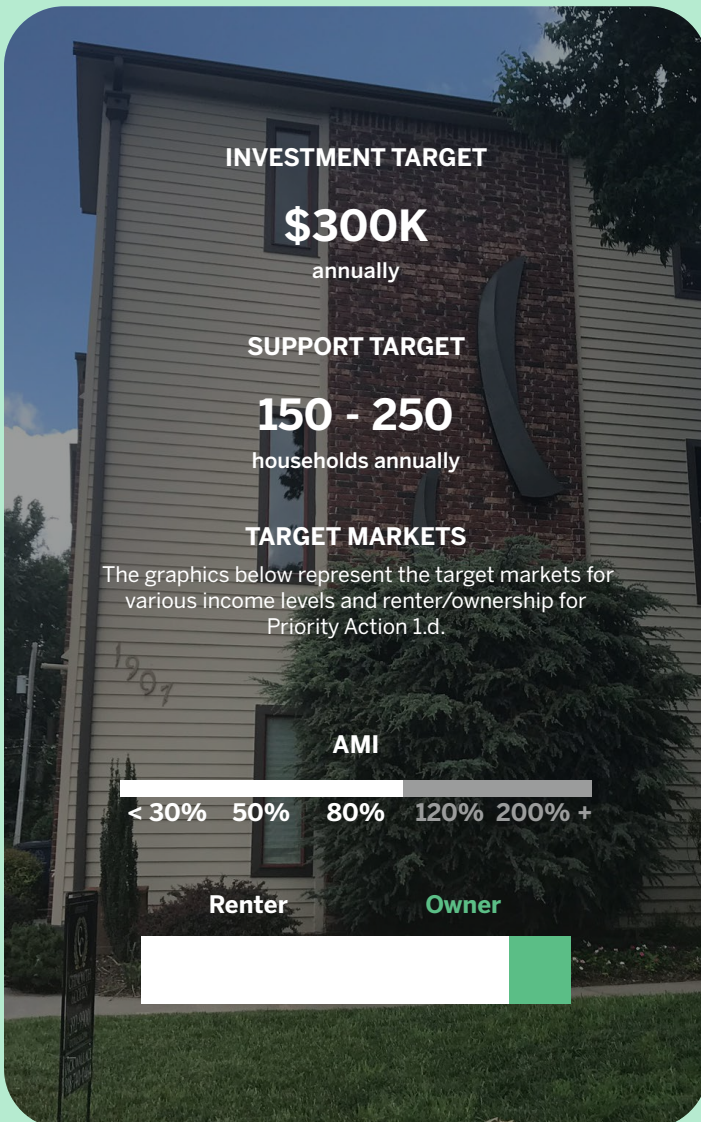 INVESTMENT TARGET
$300K
annually
SUPPORT TARGET
150 - 250
households annually
TARGET MARKETS
The graphics below represent the target markets for
various income levels and renter/ownership for
Priority Action 1.d.
1907
AMI
< 30% 50% 80% 120% 200% +
Renter Owner